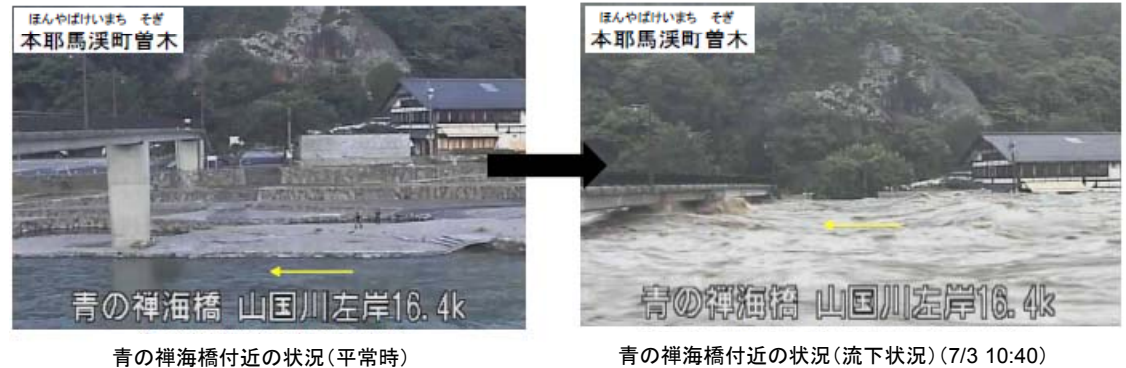 ほんやばけいまち そぎ
本耶馬渓町曽木
青の禅海橋 山国川左岸16.4k
青の禅海橋付近の状況(平常時)
ほんやばけいまち そぎ
本耶馬渓町曽木
青の禅海橋 山国川左岸16.4k
青の禅海橋付近の状況(流下状況)(7/3 10:40)